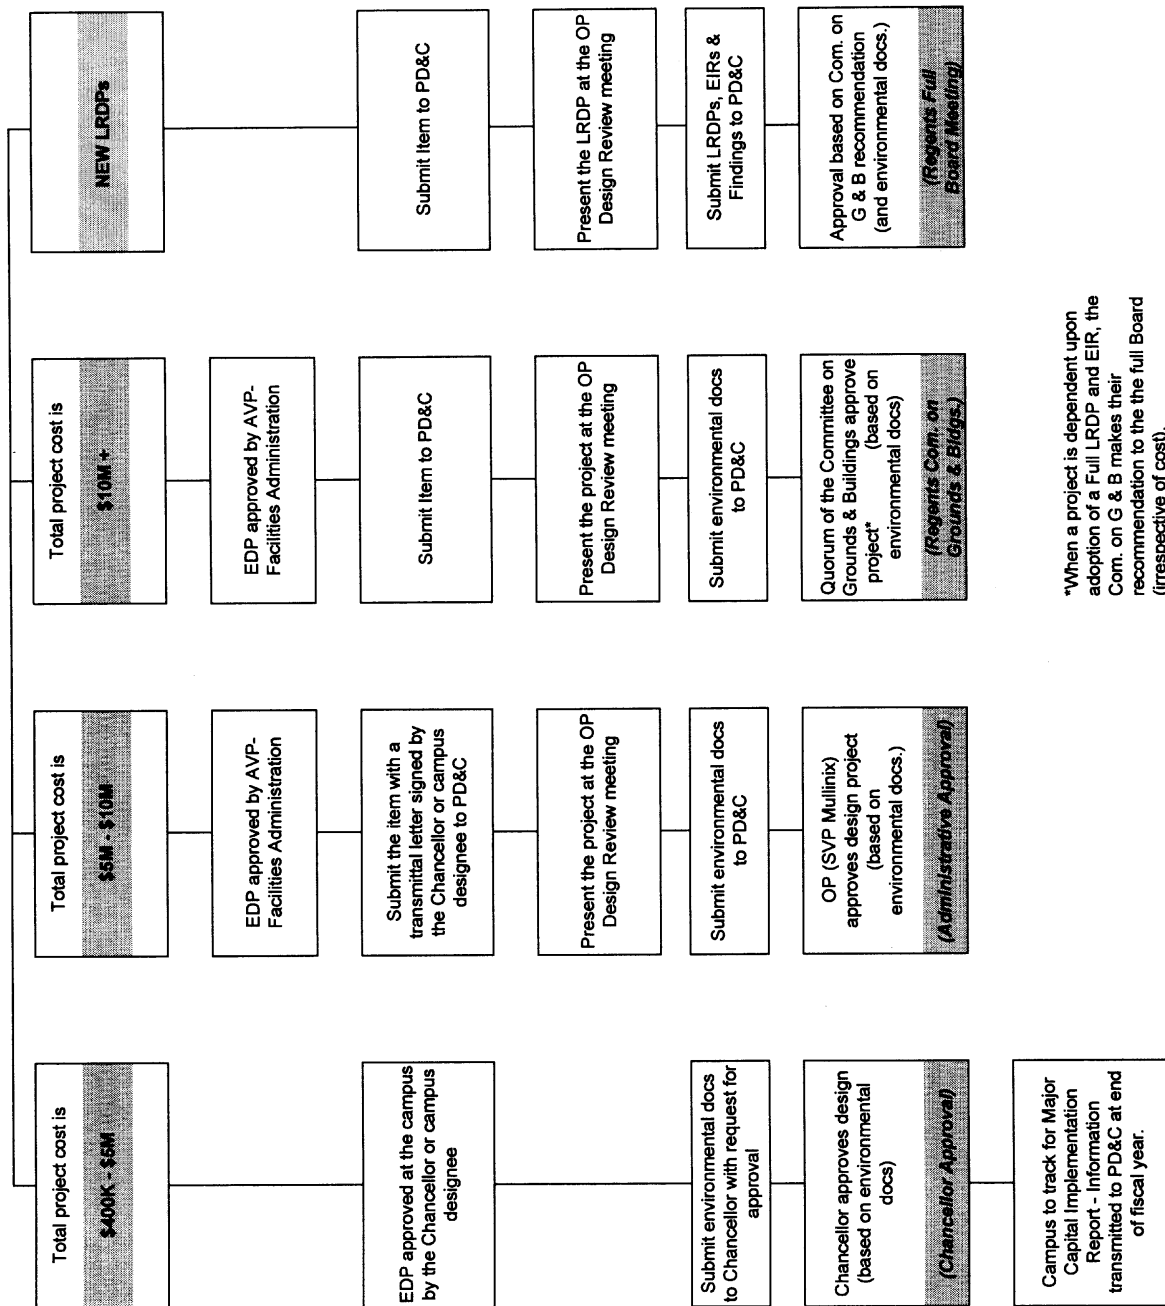 Total project cost is
$400K - $5M
EDP approved at the campus
by the Chancellor or campus
designee
Submit environmental docs
to Chancellor with request for
approval
Chancellor approves design
(based on environmental
docs)
(Chancellor Approval)
Campus to track for Major
Capital Implementation
Report - Information
transmitted to PD&C at end
of fiscal year.
Total project cost is
$5M - $10M
EDP approved by AVP-
Facilities Administration
Submit the item with a
transmittal letter signed by
the Chancellor or campus
designee to PD&C
Present the project at the OP
Design Review meeting
Submit environmental docs
to PD&C
OP (SVP Mullinix)
approves design project
(based on
environmental docs.)
(Administrative Approval)
Total project cost is
$10M +
EDP approved by AVP-
Facilities Administration
Submit Item to PD&C
Present the project at the OP
Design Review meeting
Submit environmental docs
to PD&C
Quorum of the Committee on
Grounds & Buildings approve
project* (based on
environmental docs)
(Regents Com. on
Grounds & Bldgs.)
*When a project is dependent upon
adoption of a Full LRDP and EIR, the
Com. on G & B makes their
recommendation to the the full Board
(irrespective of cost).
NEW LRDPs
Submit Item to PD&C
Present the LRDP at the OP
Design Review meeting
Submit LRDPs, EIRs &
Findings to PD&C
Approval based on Com. on
G & B recommendation
(and environmental docs.)
(Regents Full
Board Meeting)